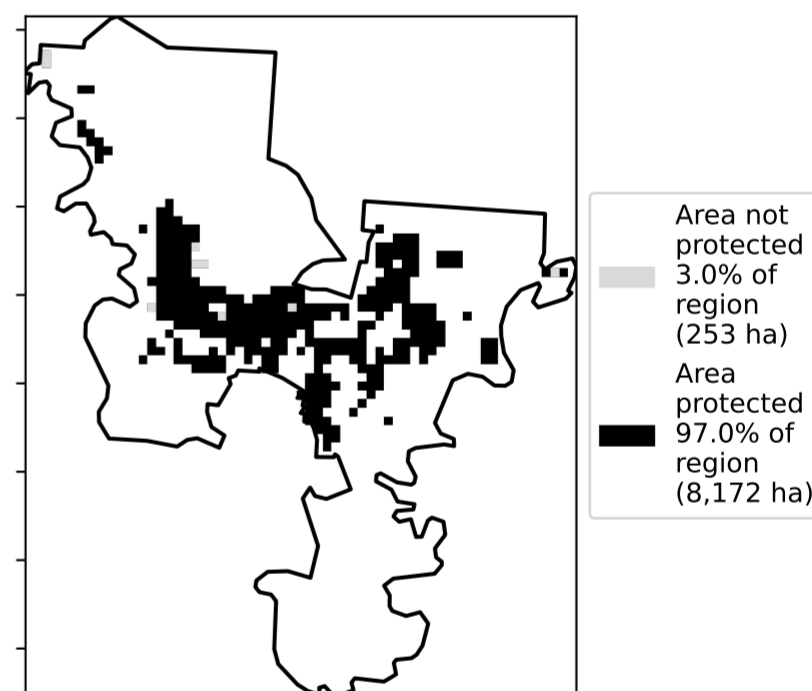 Area not
protected
3.0% of
region
(253 ha)
Area
protected
97.0% of
region
(8,172 ha)